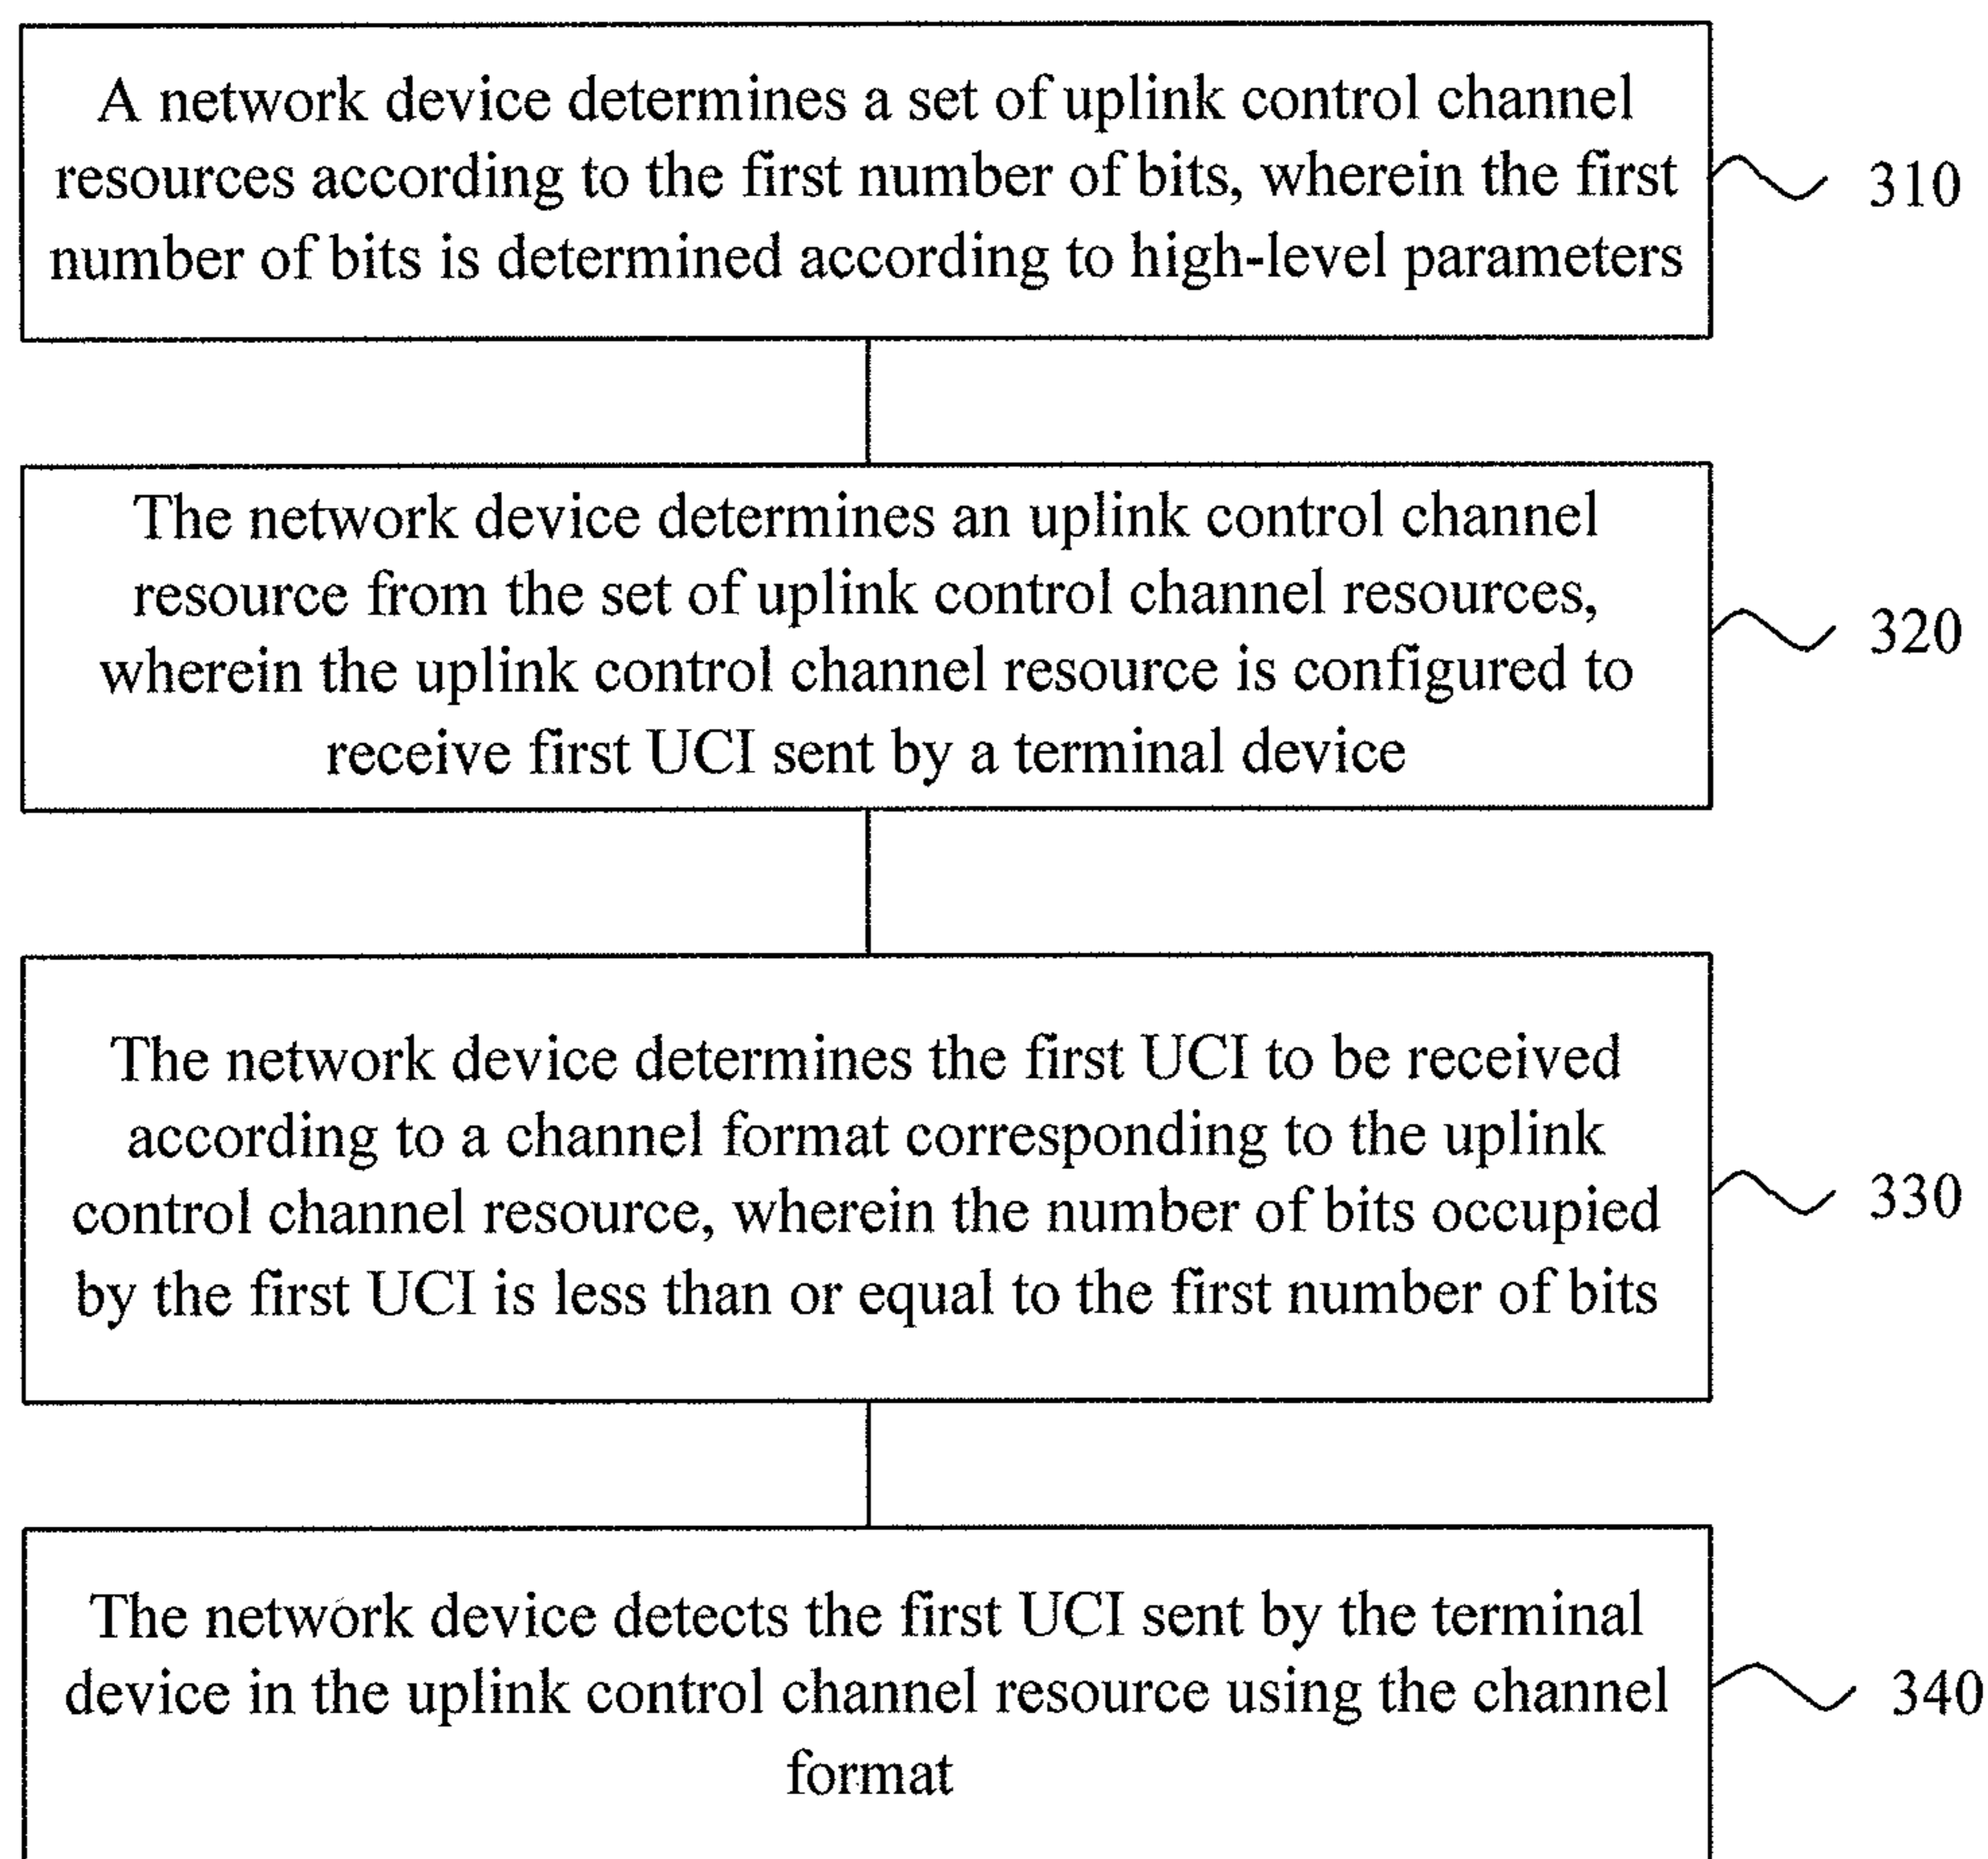 A network device determines a set of uplink control channel
resources according to the first number of bits, wherein the first
number of bits is determined according to high-level parameters
310
The network device determines an uplink control channel
resource from the set of uplink control channel resources,
wherein the uplink control channel resource is configured to
receive first UCI sent by a terminal device
320
The network device determines the first UCI to be received
according to a channel format corresponding to the uplink
control channel resource, wherein the number of bits occupied
by the first UCI is less than or equal to the first number of bits
330
The network device detects the first UCI sent by the terminal
device in the uplink control channel resource using the channel
format
340